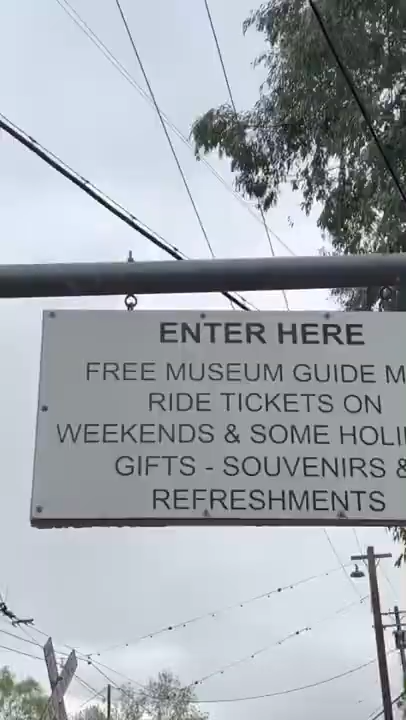 ENTER HERE
FREE MUSEUM GUIDE
RIDE TICKETS ON
WEEKENDS & SOME
GIFTS - SOUVENIRS &
REFRESHMENTS